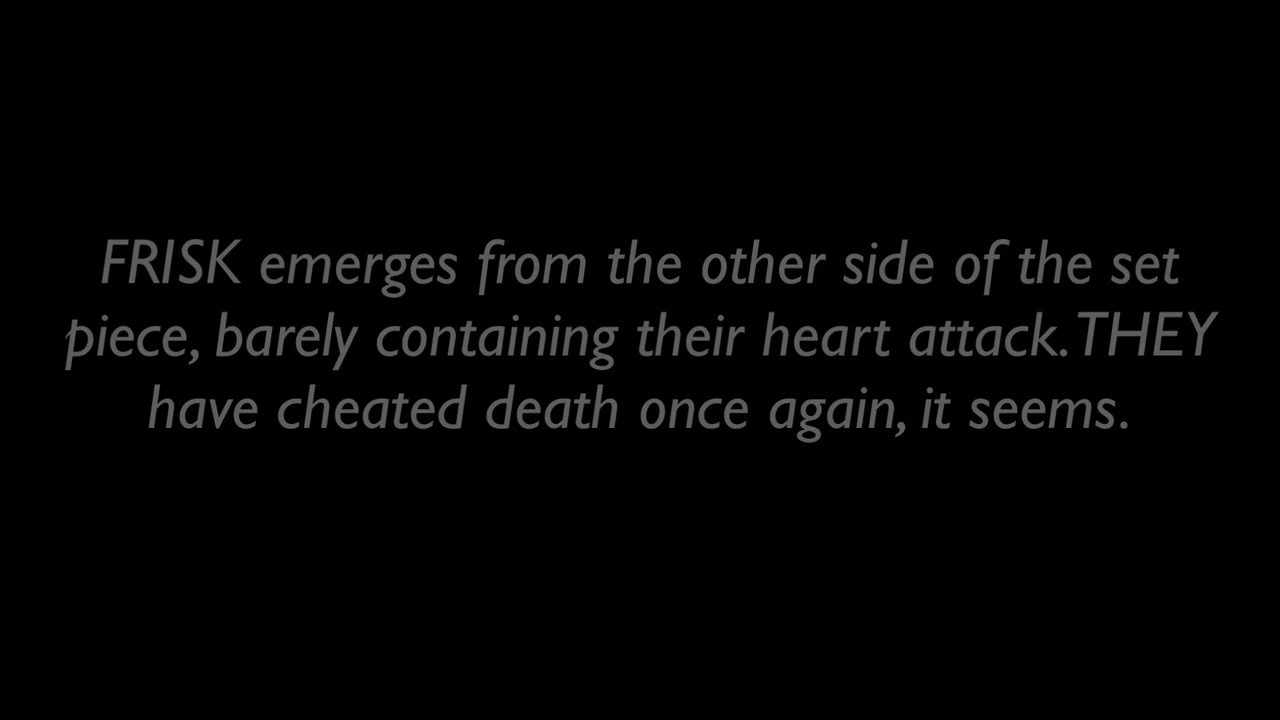 FRISK emerges from the other side of the set
piece, barely containing their heart attack. THEY
have cheated death once again, it seems.